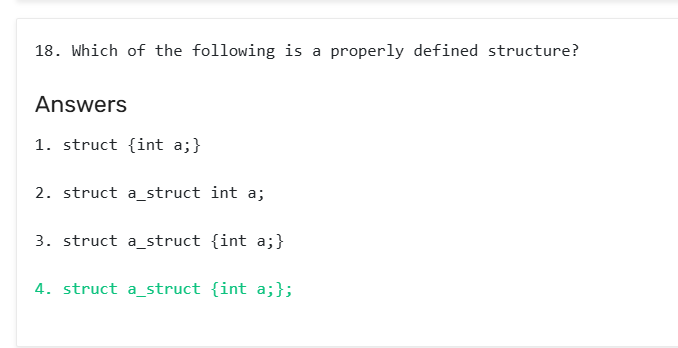 18. Which of the following is a properly defined structure?
Answers
1. struct {int a;}
2. struct a_struct int a;
3. struct a_struct {int a;}
4. struct a_struct {int a;};